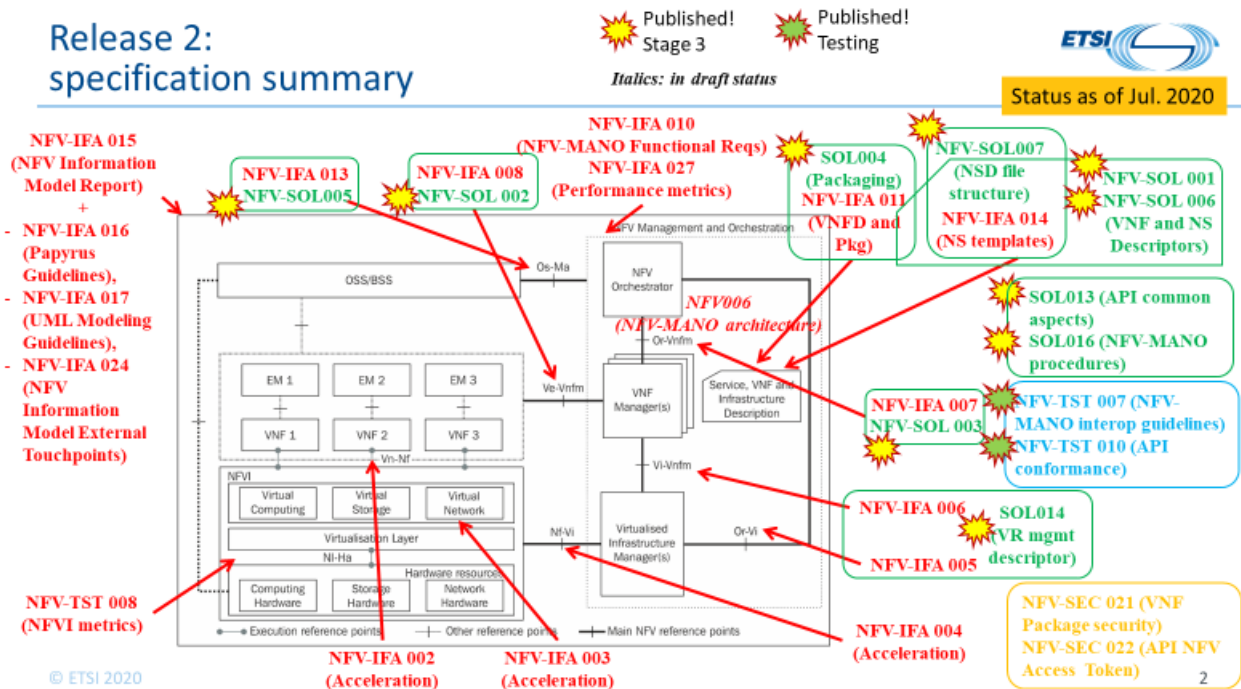 Release 2:
specification summary
Published!
Stage 3
Published!
Testing
Italics: in draft status
ETSI
Status as of Jul. 2020
NFV-IFA 015
(NFV Information
Model Report)
+
- NFV-IFA 016
(Papyrus
Guidelines),
- NFV-IFA 017
(UML Modeling
Guidelines),
- NFV-IFA 024
(NFV
Information
Model External
Touchpoints)
NFV-IFA 013
NFV-SOL005
NFV-IFA 008
NFV-SOL 002
NFV-IFA 010
(NFV-MANO Functional Reqs)
NFV-IFA 027
(Performance metrics)
SOL004
(Packaging)
NFV-IFA 011
(VNFD and
Pkg)
NFV-SOL007
(NSD file
structure)
NFV-IFA 014
(NS templates)
NFV-SOL 001
NFV-SOL 006
(VNF and NS
Descriptors)
NFV Management and Orchestration
OSS/BSS
Os-Ma
NFV
Orchestrator
NFV006
(NFV-MANO architecture)
Or-Vnfm
SOL013 (API common
aspects)
SOL016 (NFV-MANO
procedures)
EM 1
EM 2
EM 3
Ve-Vnfm
VNF
Manager(s)
Service, VNF and
Infrastructure
Description
VNF 1
VNF 2
VNF 3
Vn-Nf
NFV-IFA 007
NFV-SOL 003
NFV-TST 007 (NFV-
MANO interop guidelines)
NFV-TST 010 (API
conformance)
Vi-Vnfm
NFVI
Virtual
Computing
Virtual
Storage
Virtual
Network
Virtualisation Layer
Nf-Vi
Virtualised
Infrastructure
Manager(s)
Or-Vi
NFV-IFA 006
NFV-IFA 005
SOL014
(VR mgmt
descriptor)
NI-Ha
Hardware resources
Computing
Hardware
Storage
Hardware
Network
Hardware
NFV-TST 008
(NFVI metrics)
Execution reference points
Other reference points
Main NFV reference points
NFV-IFA 002
(Acceleration)
NFV-IFA 003
(Acceleration)
NFV-IFA 004
(Acceleration)
NFV-SEC 021 (VNF
Package security)
NFV-SEC 022 (API NFV
Access Token)
© ETSI 2020
2